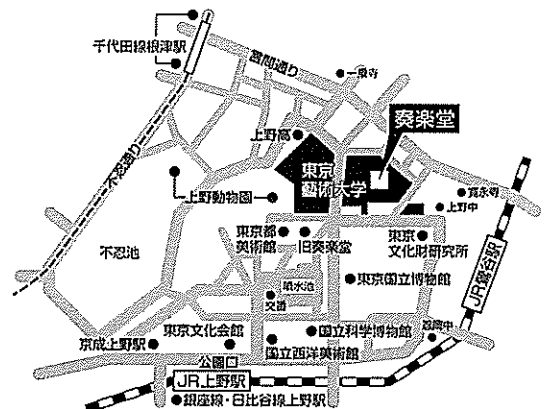 千代田線根津駅
言問通り
一乗寺
上野高
奏楽堂
不忍通り
東京
藝術大学
上野動物園
寛永寺
上野中
東京都
美術館
旧奏楽堂
東京
文化財研究所
不忍池
東京国立博物館
JR鶯谷駅
噴水池
交番
東京文化会館
国立科学博物館
忍岡中
京成上野駅
国立西洋美術館
公園口
JR上野駅
銀座線・日比谷線上野駅